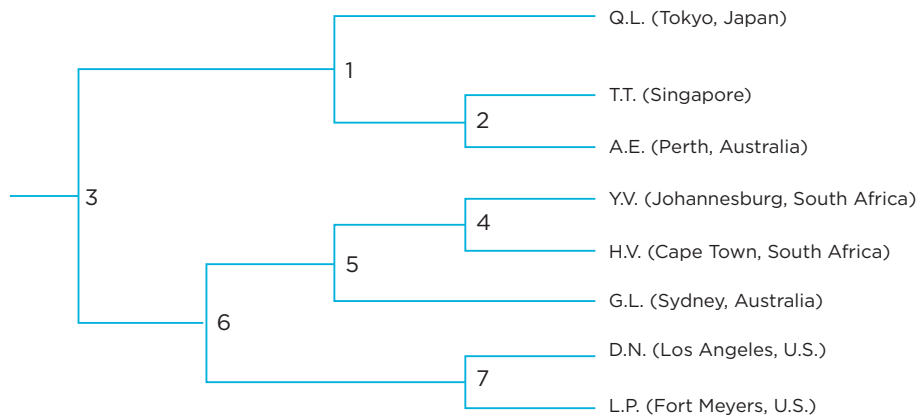 Q.L. (Tokyo, Japan)
1
T.T. (Singapore)
2
A.E. (Perth, Australia)
3
Y.V. (Johannesburg, South Africa)
4
H.V. (Cape Town, South Africa)
5
G.L. (Sydney, Australia)
6
D.N. (Los Angeles, U.S.)
7
L.P. (Fort Meyers, U.S.)